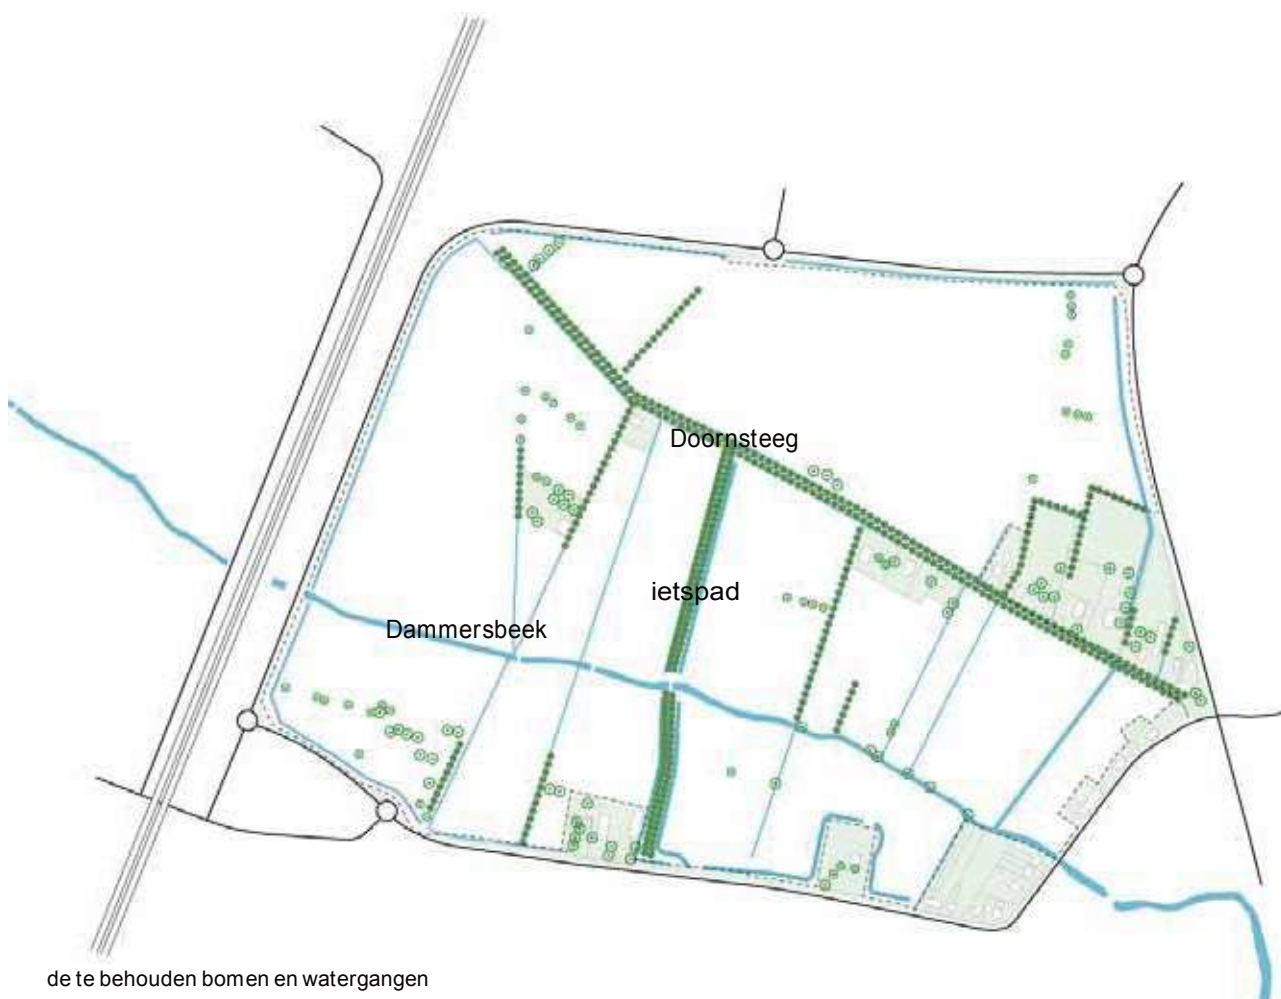 Doornsteeg
ietspad
Dammersbeek
de te behouden bomen en watergangen